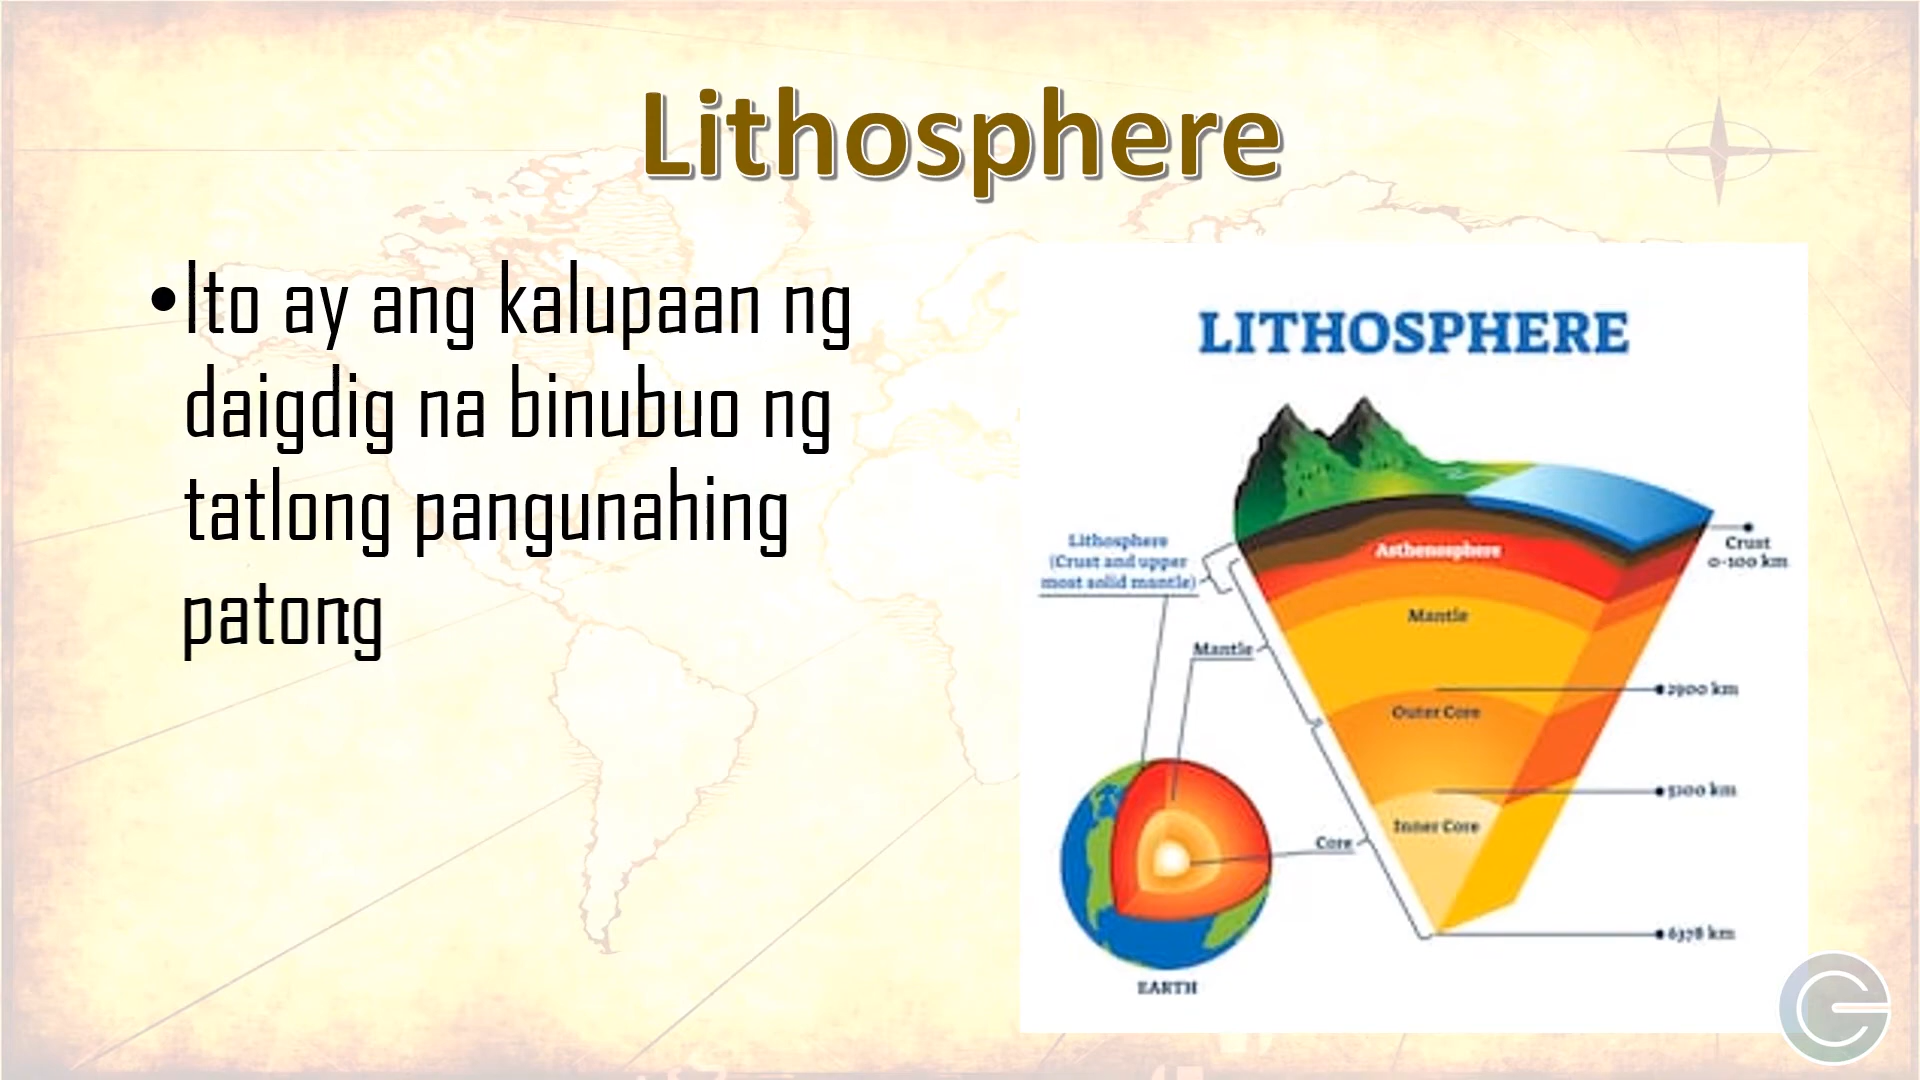 Lithosphere
•Ito ay ang kalupaan ng
daigdig na binubuo ng
tatlong pangunahing
patong
LITHOSPHERE
Lithosphere
(Crust and upper
most solid mantle)
Asthenosphere
Crust
0-100 km
Mantle
Mantle
2900 km
Outer Core
5100 km
Inner Core
Core
6378 km
EARTH